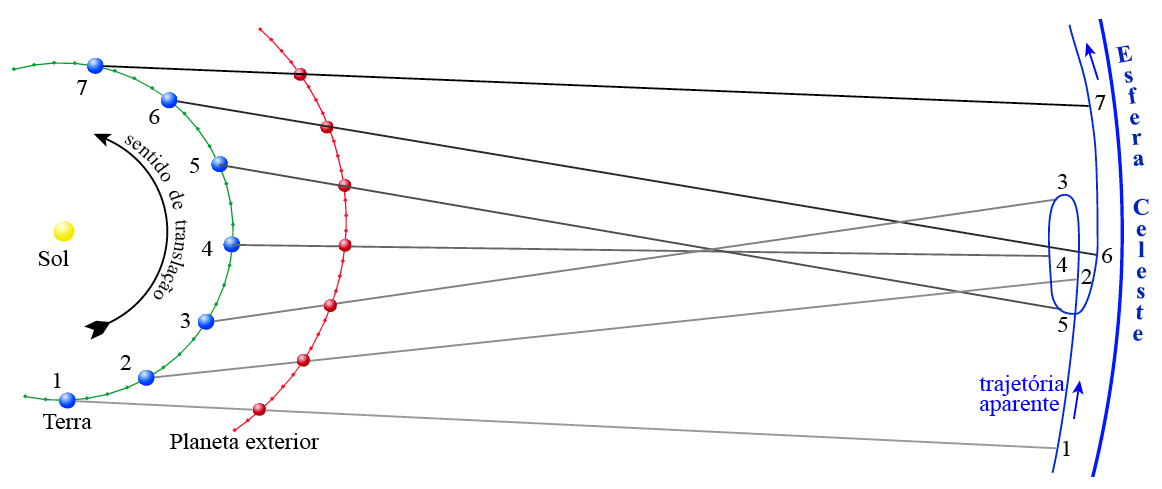 7
6
5
4
3
2
1
Sol
sentido de translação
Terra
Planeta exterior
Esfera Celeste
7
3
6
4
2
5
trajetória
aparente
1